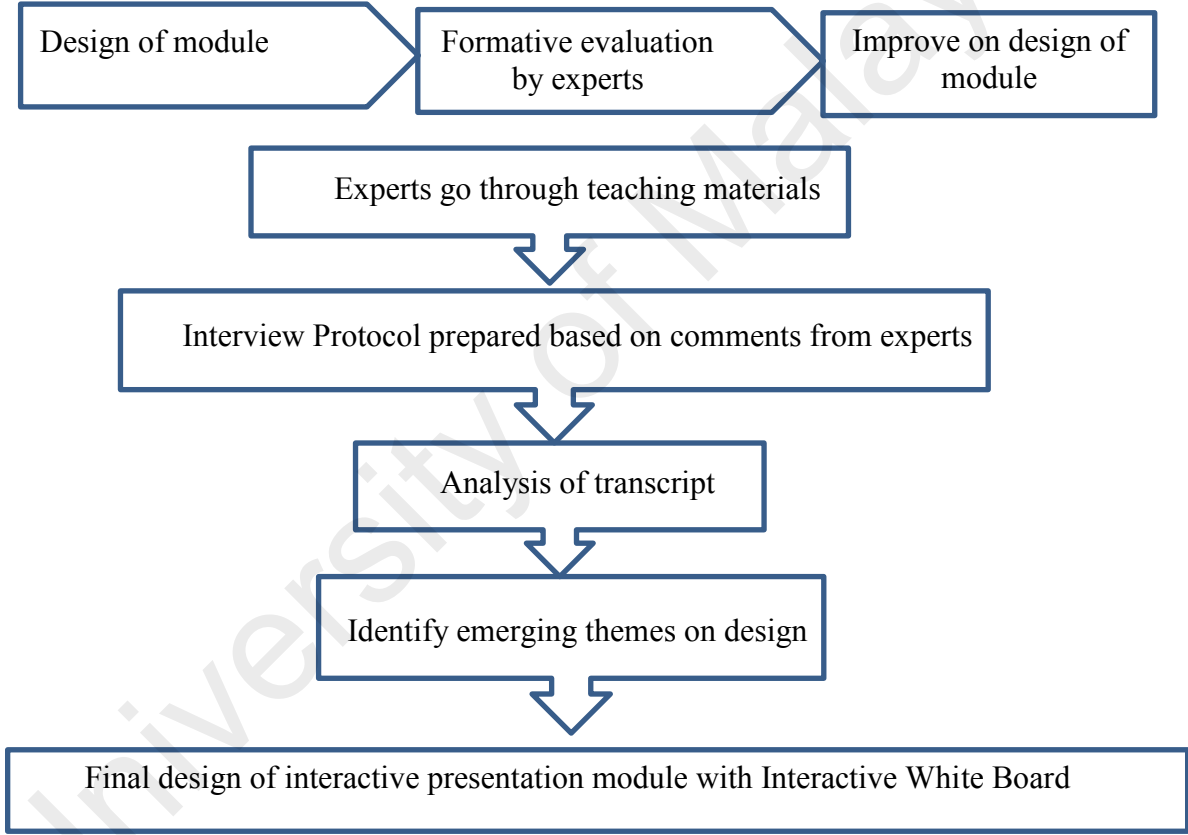 Design of module
Formative evaluation
by experts
Improve on design of
module
Experts go through teaching materials
Interview Protocol prepared based on comments from experts
Analysis of transcript
Identify emerging themes on design
Final design of interactive presentation module with Interactive White Board
University of Malay